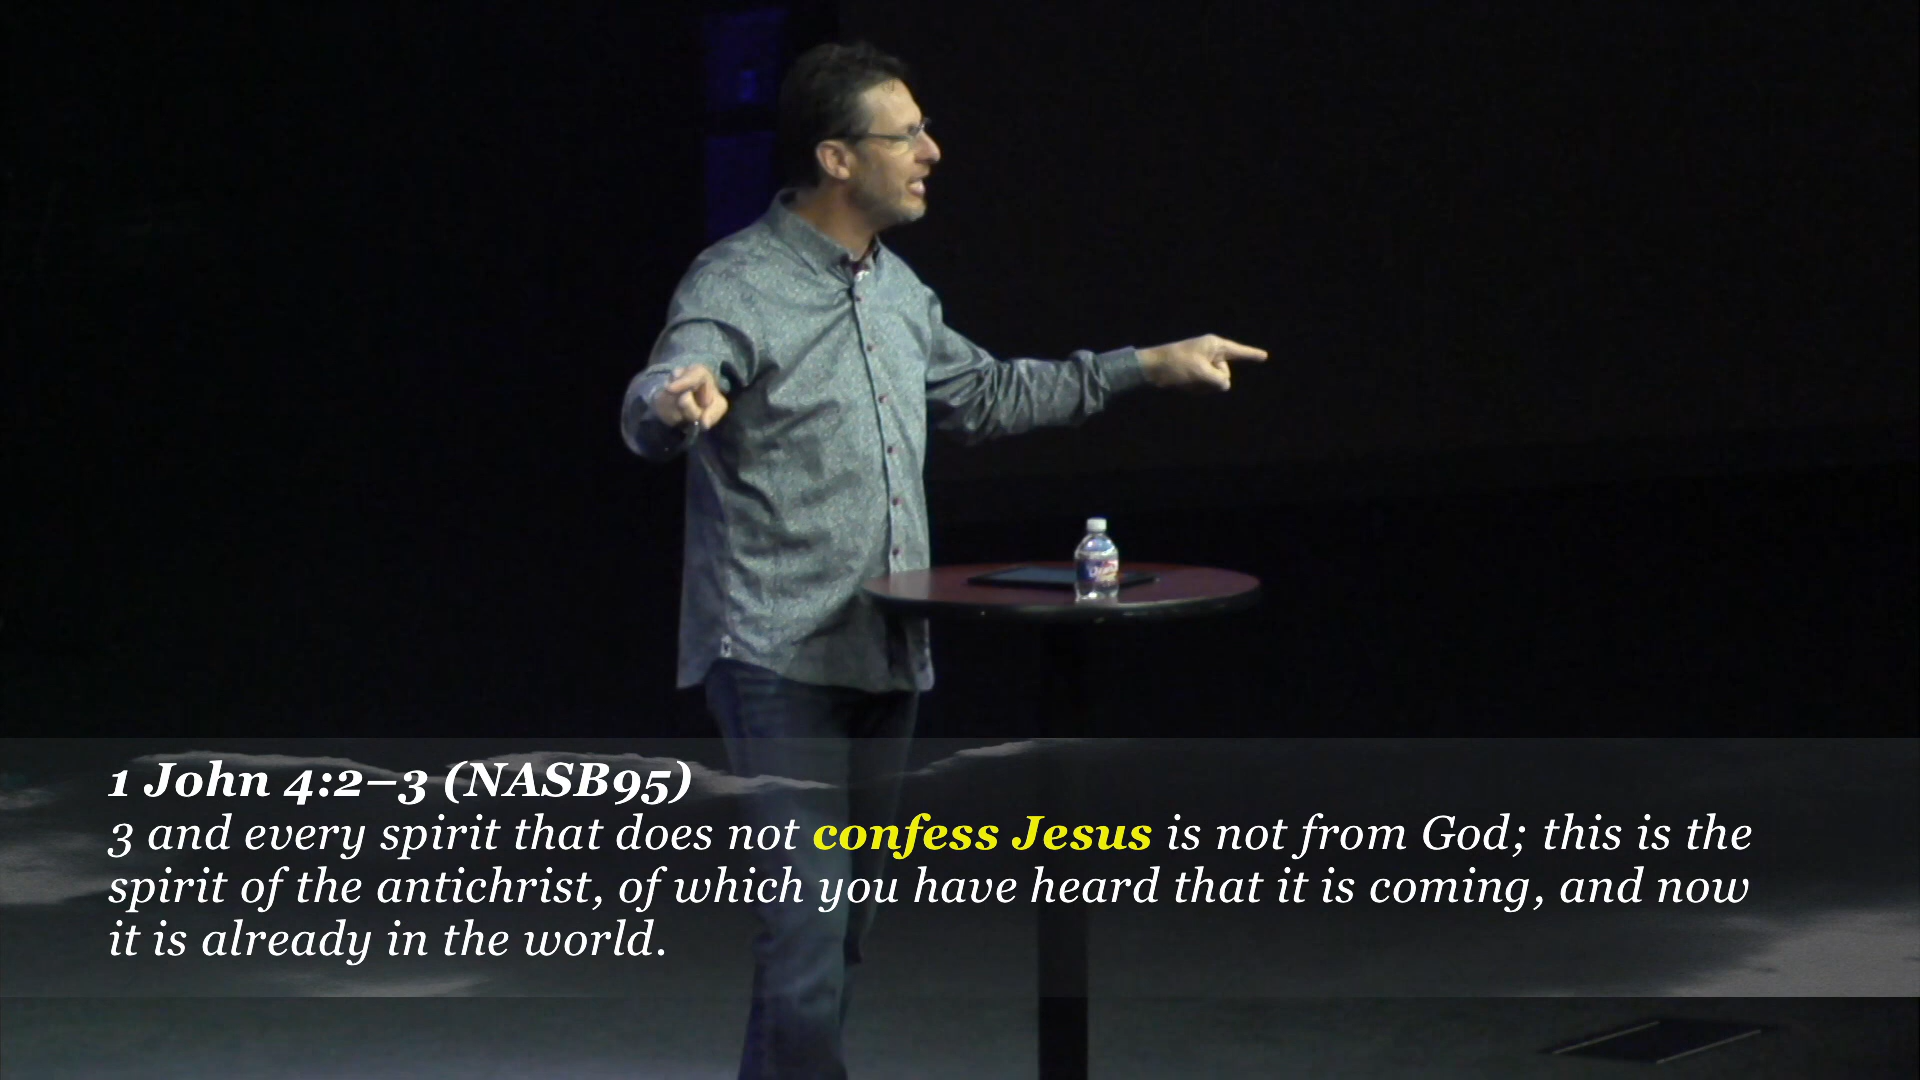 1 John 4:2–3 (NASB95)
3 and every spirit that does not confess Jesus is not from God; this is the
spirit of the antichrist, of which you have heard that it is coming, and now
it is already in the world.